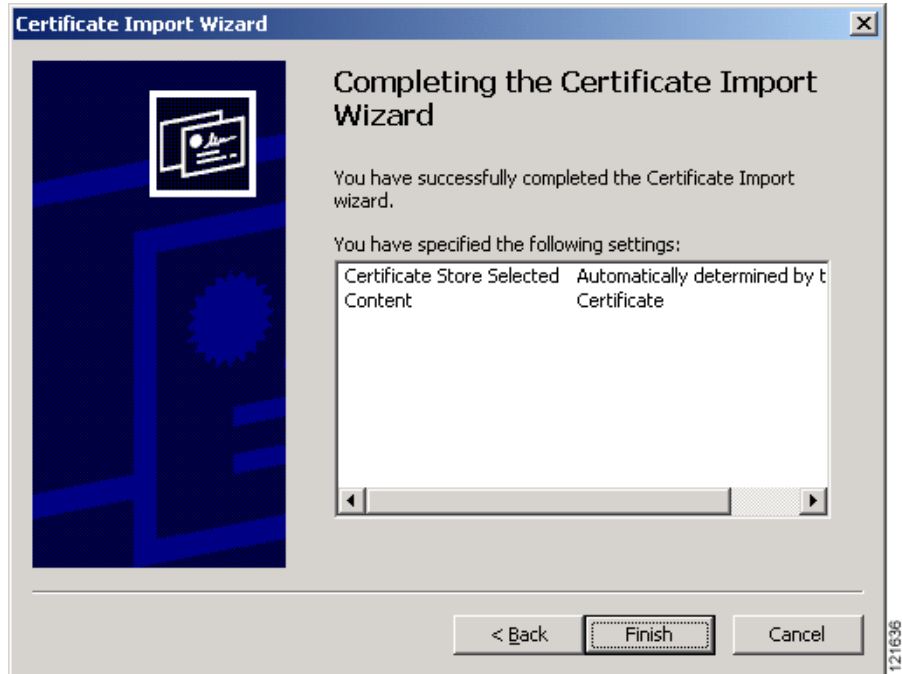 Certificate Import Wizard
Completing the Certificate Import
Wizard
You have successfully completed the Certificate Import
wizard.
You have specified the following settings:
Certificate Store Selected Automatically determined by t
Content Certificate
< Back Finish Cancel
121636